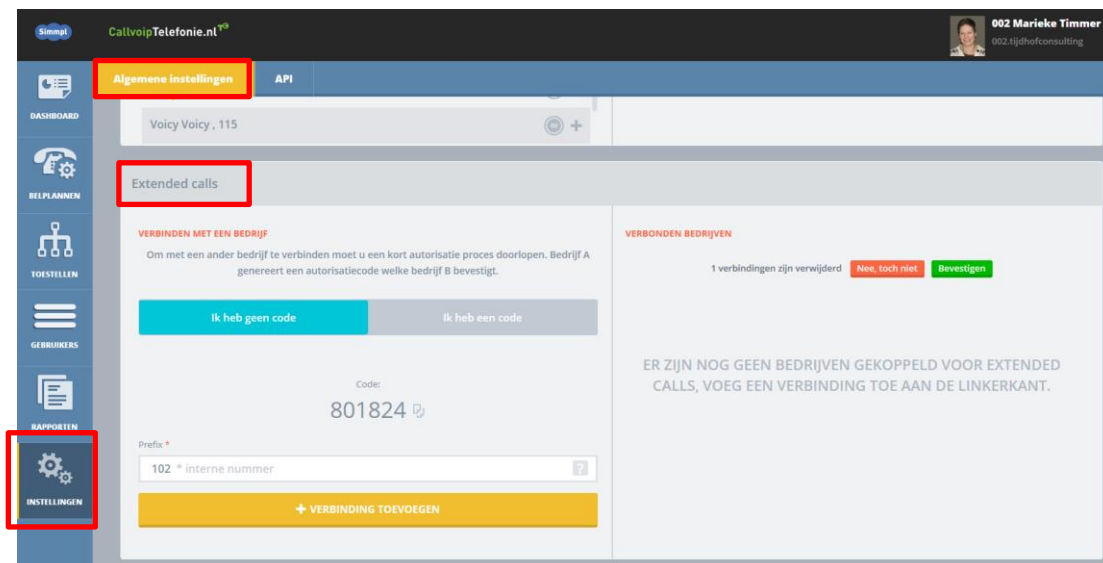 Simmpl
CallvoipTelefonie.nl
002 Marieke Timmer
002.tijdhofconsulting
Algemene instellingen
API
DASHBOARD
Voicy Voicy , 115
BELPLANNEN
Extended calls
TOESTELLEN
VERBINDEN MET EEN BEDRIJF
Om met een ander bedrijf te verbinden moet u een kort autorisatie proces doorlopen. Bedrijf A
genereert een autorisatiecode welke bedrijf B bevestigt.
Ik heb geen code
Ik heb een code
VERBONDEN BEDRIJVEN
1 verbindingen zijn verwijderd
Nee, toch niet
Bevestigen
GEBRUIKERS
ER ZIJN NOG GEEN BEDRIJVEN GEKOPPELD VOOR EXTENDED
CALLS, VOEG EEN VERBINDING TOE AAN DE LINKERKANT.
Code:
801824
RAPPORTEN
Prefix *
102 * interne nummer
?
INSTELLINGEN
+ VERBINDING TOEVOEGEN